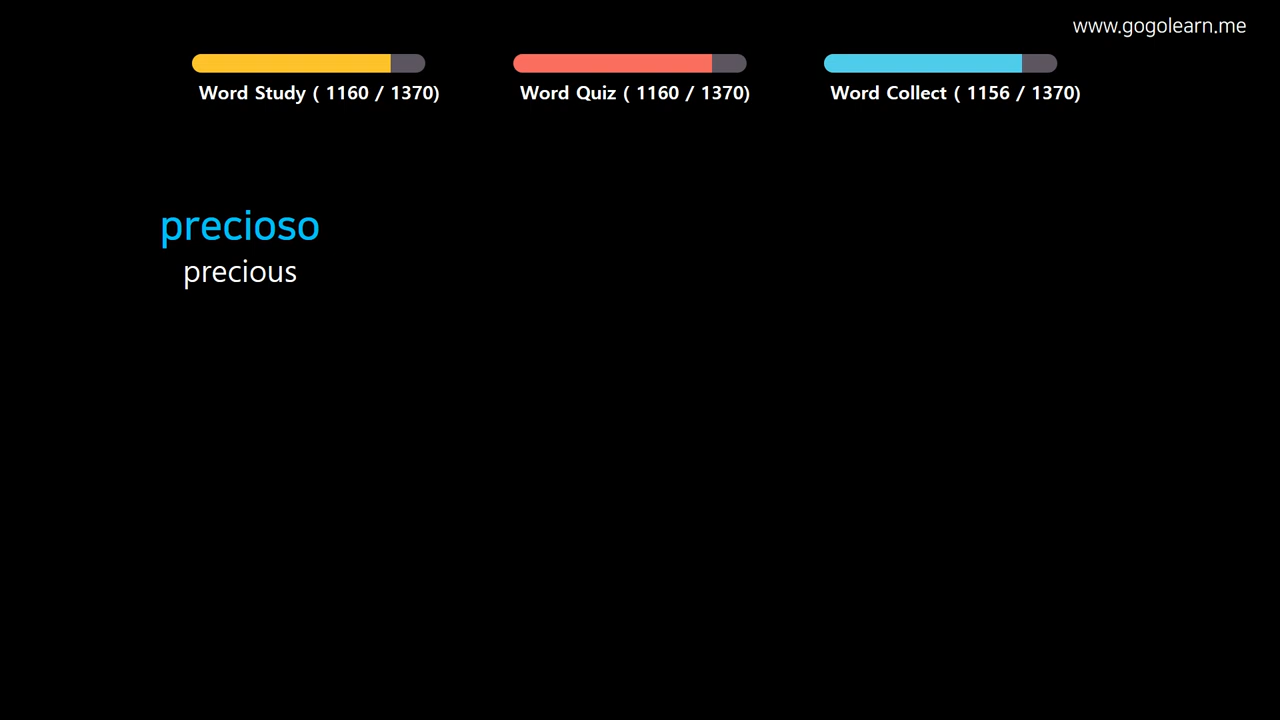 www.gogolearn.me
Word Study ( 1160 / 1370)
Word Quiz ( 1160 / 1370)
Word Collect ( 1156 / 1370)
precioso
precious